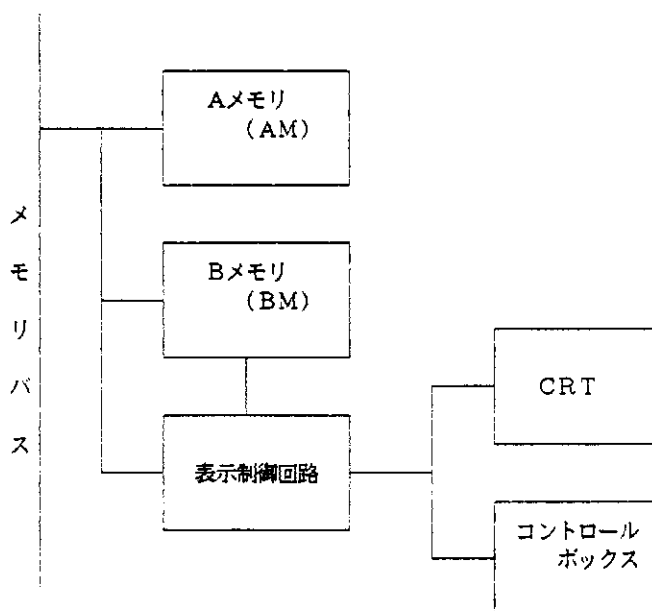 Aメモリ
(AM)
メモリバス
Bメモリ
(BM)
CRT
表示制御回路
コントロール
ボックス